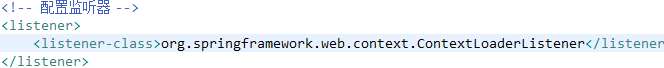 <!-- 配置监听器 -->
<listener>
<listener-class>org.springframework.web.context.ContextLoaderListener</listener
</listener>